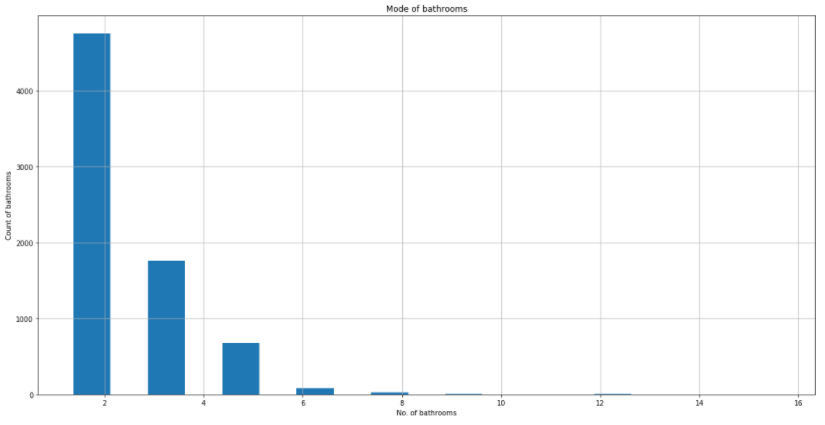 Mode of bathrooms
Count of bathrooms
4000
3000
2000
1000
0
2 4 6 8 10 12 14 16
No. of bathrooms